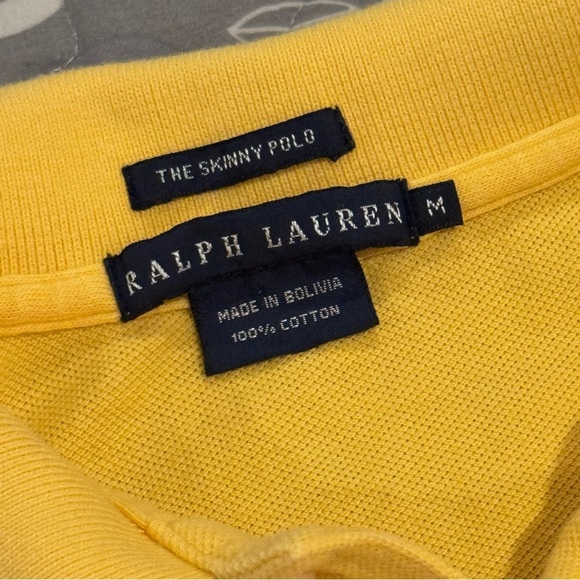 THE SKINNY POLO
RALPH LAUREN
M
MADE IN BOLIVIA
100% COTTON